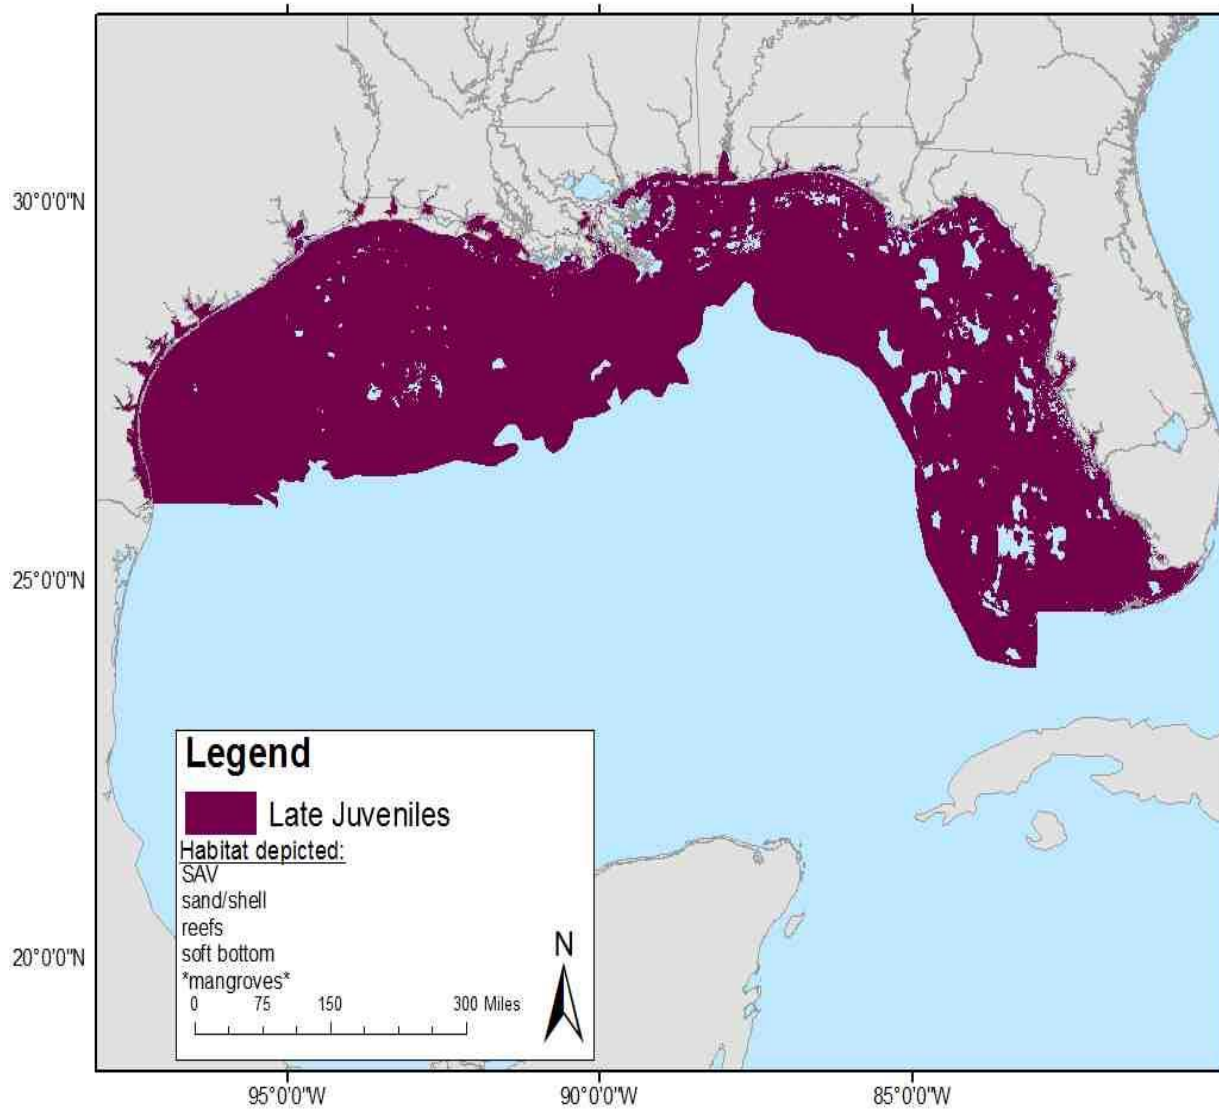 30°0'0"N
25°0'0"N
20°0'0"N
Legend
Late Juveniles
Habitat depicted:
SAV
sand/shell
reefs
soft bottom
*mangroves*
0 75 150 300 Miles
N
95°0'0"W 90°0'0"W 85°0'0"W